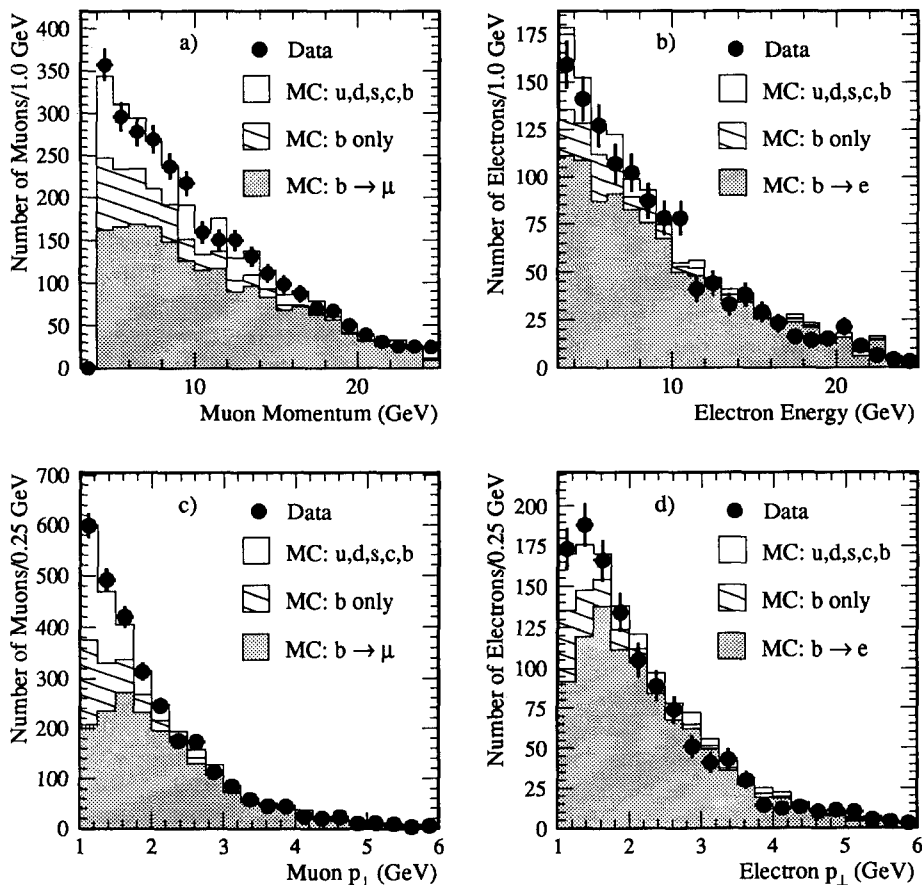 a)
Data
MC: u,d,s,c,b
MC: b only
MC: b → μ
Number of Muons/1.0 GeV
350
300
250
200
150
100
50
0
10
20
Muon Momentum (GeV)
b)
Data
MC: u,d,s,c,b
MC: b only
MC: b → e
Number of Electrons/1.0 GeV
175
150
125
100
75
50
25
0
10
20
Electron Energy (GeV)
c)
Data
MC: u,d,s,c,b
MC: b only
MC: b → μ
Number of Muons/0.25 GeV
700
600
500
400
300
200
100
0
1
2
3
4
5
6
Muon p⊥ (GeV)
d)
Data
MC: u,d,s,c,b
MC: b only
MC: b → e
Number of Electrons/0.25 GeV
200
175
150
125
100
75
50
25
0
1
2
3
4
5
6
Electron p⊥ (GeV)